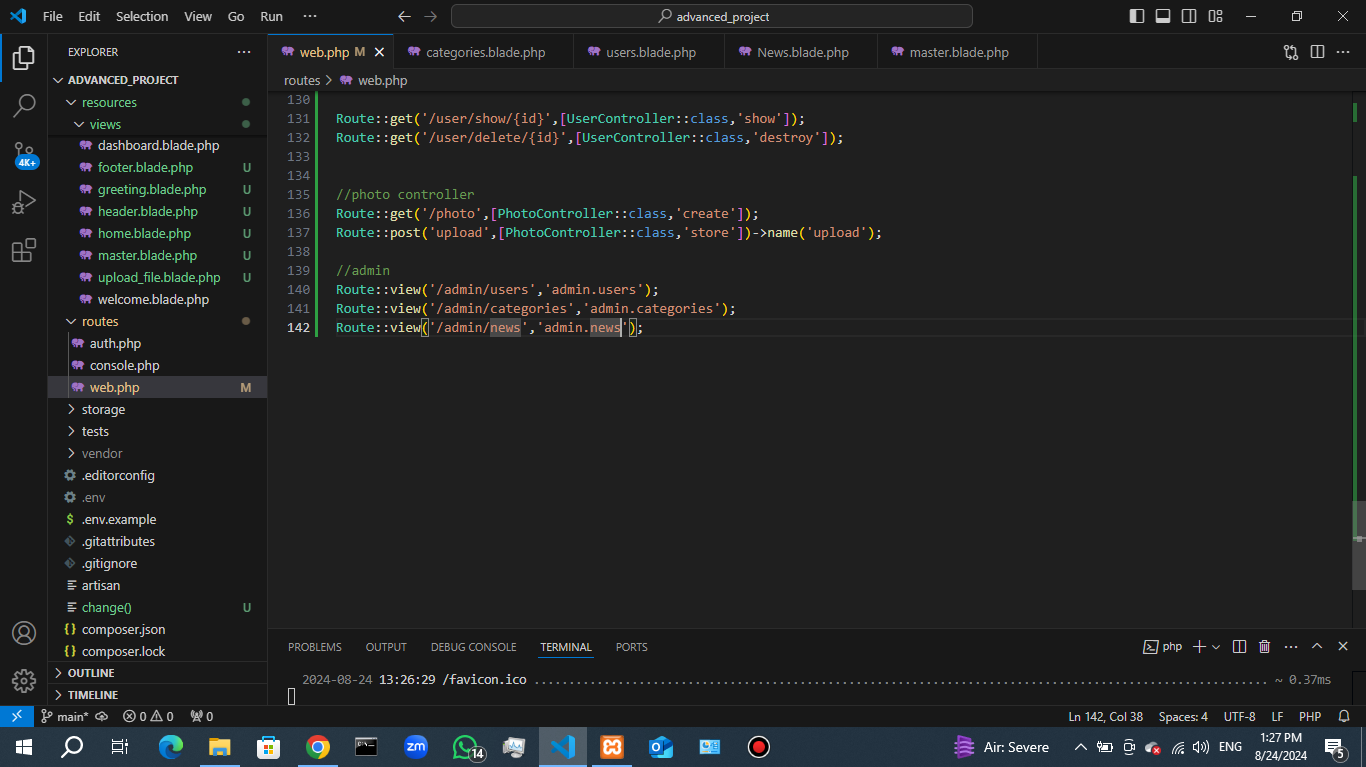 File Edit Selection View Go Run ··· advanced_project
EXPLORER ···
ADVANCED_PROJECT
resources
views
dashboard.blade.php
footer.blade.php U
greeting.blade.php U
header.blade.php U
home.blade.php U
master.blade.php U
upload_file.blade.php U
welcome.blade.php
routes
auth.php
console.php
web.php M
storage
tests
vendor
.editorconfig
.env
.env.example
.gitattributes
.gitignore
artisan
change() U
composer.json
composer.lock
OUTLINE
TIMELINE
4K+
web.php M categories.blade.php users.blade.php News.blade.php master.blade.php
routes > web.php
130
131 Route::get('/user/show/{id}',[UserController::class,'show']);
132 Route::get('/user/delete/{id}',[UserController::class,'destroy']);
133
134
135 //photo controller
136 Route::get('/photo',[PhotoController::class,'create']);
137 Route::post('upload',[PhotoController::class,'store'])->name('upload');
138
139 //admin
140 Route::view('/admin/users','admin.users');
141 Route::view('/admin/categories','admin.categories');
142 Route::view('/admin/news','admin.news');
PROBLEMS OUTPUT DEBUG CONSOLE TERMINAL PORTS php
2024-08-24 13:26:29 /favicon.ico ........................................................................................................ ~ 0.37ms
main* 0 0 0 Ln 142, Col 38 Spaces: 4 UTF-8 LF PHP
zm 14 Air: Severe ENG 1:27 PM
8/24/2024 5